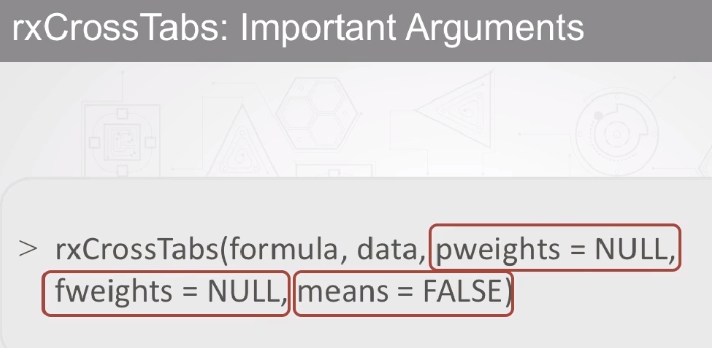 rxCrossTabs: Important Arguments
> rxCrossTabs(formula, data, pweights = NULL,
fweights = NULL, means = FALSE)